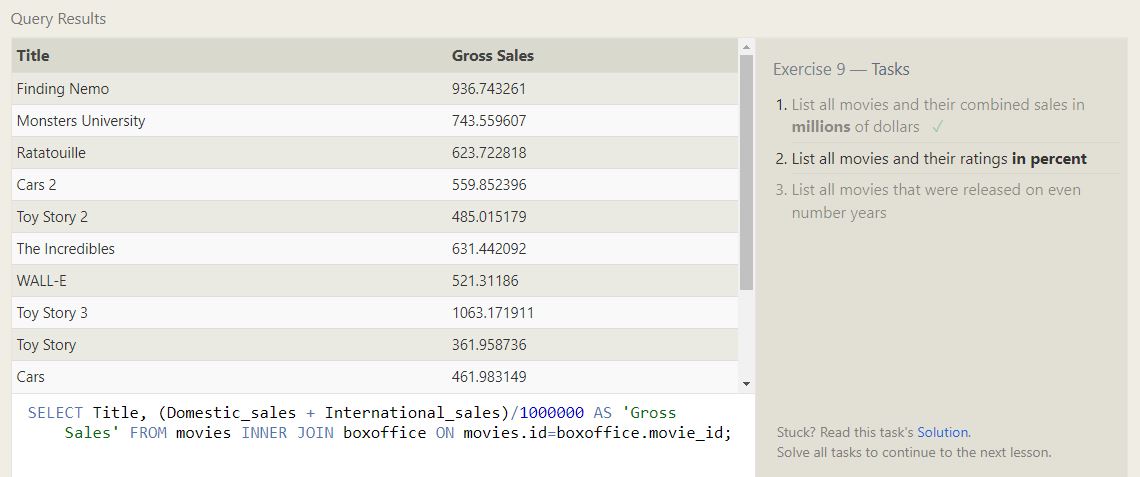 Query Results
Title Gross Sales
Finding Nemo 936.743261
Monsters University 743.559607
Ratatouille 623.722818
Cars 2 559.852396
Toy Story 2 485.015179
The Incredibles 631.442092
WALL-E 521.31186
Toy Story 3 1063.171911
Toy Story 361.958736
Cars 461.983149
SELECT Title, (Domestic_sales + International_sales)/1000000 AS 'Gross
Sales' FROM movies INNER JOIN boxoffice ON movies.id=boxoffice.movie_id;
Exercise 9 — Tasks
1. List all movies and their combined sales in
millions of dollars ✓
2. List all movies and their ratings in percent
3. List all movies that were released on even
number years
Stuck? Read this task's Solution.
Solve all tasks to continue to the next lesson.